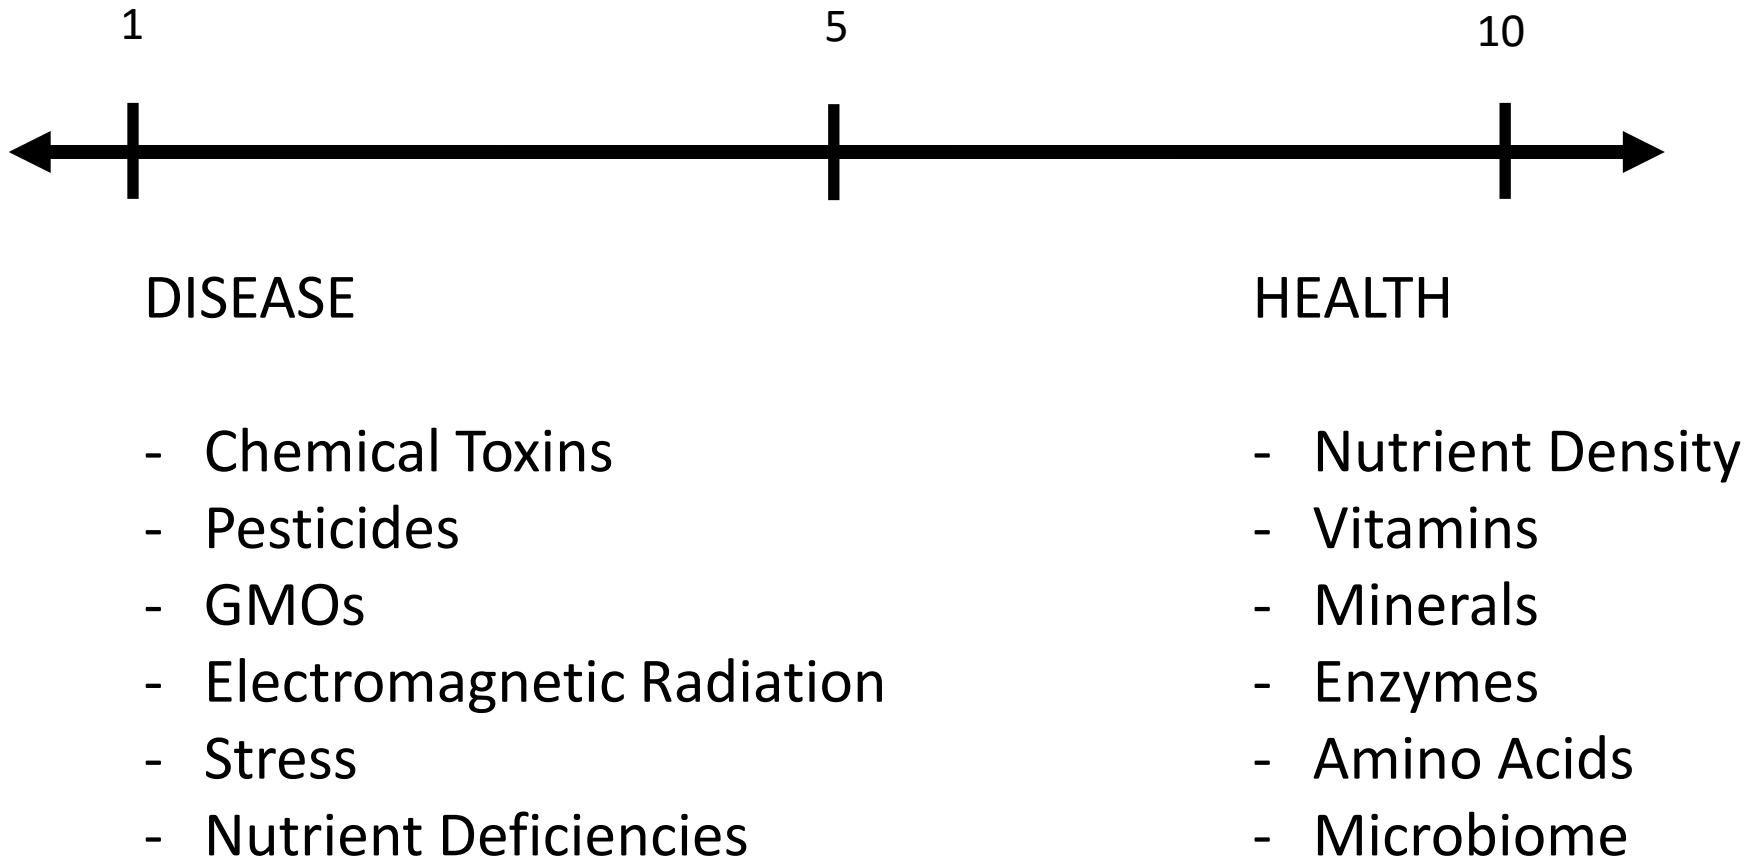 1 5 10
DISEASE
- Chemical Toxins
- Pesticides
- GMOs
- Electromagnetic Radiation
- Stress
- Nutrient Deficiencies
HEALTH
- Nutrient Density
- Vitamins
- Minerals
- Enzymes
- Amino Acids
- Microbiome